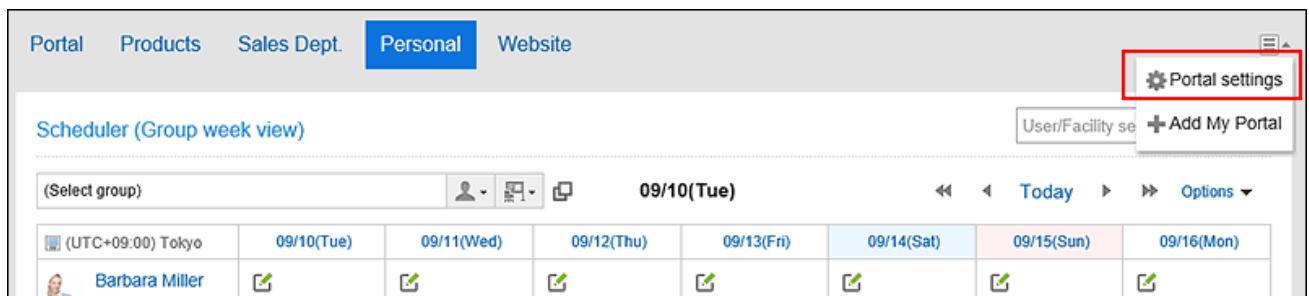 Portal Products Sales Dept. Personal Website
Portal settings
Add My Portal
Scheduler (Group week view) User/Facility se
(Select group) 09/10(Tue) Today Options
(UTC+09:00) Tokyo 09/10(Tue) 09/11(Wed) 09/12(Thu) 09/13(Fri) 09/14(Sat) 09/15(Sun) 09/16(Mon)
Barbara Miller